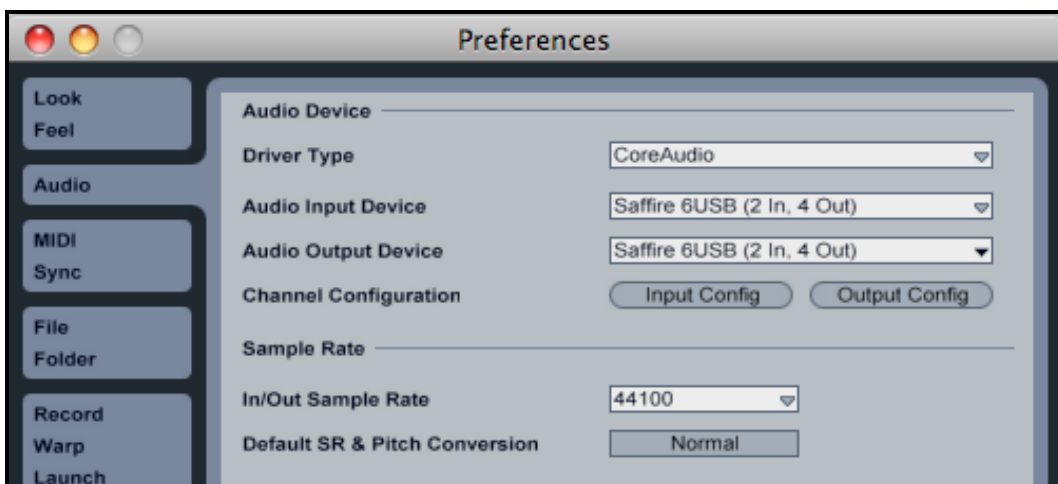 Preferences
Look
Feel
Audio
MIDI
Sync
File
Folder
Record
Warp
Launch
Audio Device
Driver Type CoreAudio
Audio Input Device Saffire 6USB (2 In, 4 Out)
Audio Output Device Saffire 6USB (2 In, 4 Out)
Channel Configuration Input Config Output Config
Sample Rate
In/Out Sample Rate 44100
Default SR & Pitch Conversion Normal